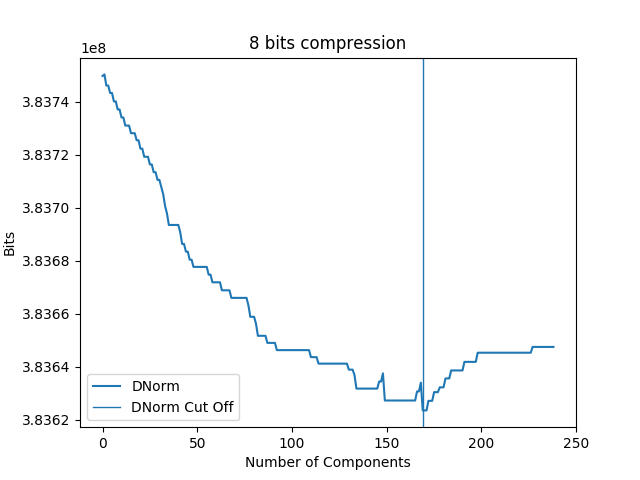 8 bits compression
1e8
3.8374
3.8372
3.8370
3.8368
3.8366
3.8364
3.8362
Bits
DNorm
DNorm Cut Off
0 50 100 150 200 250
Number of Components